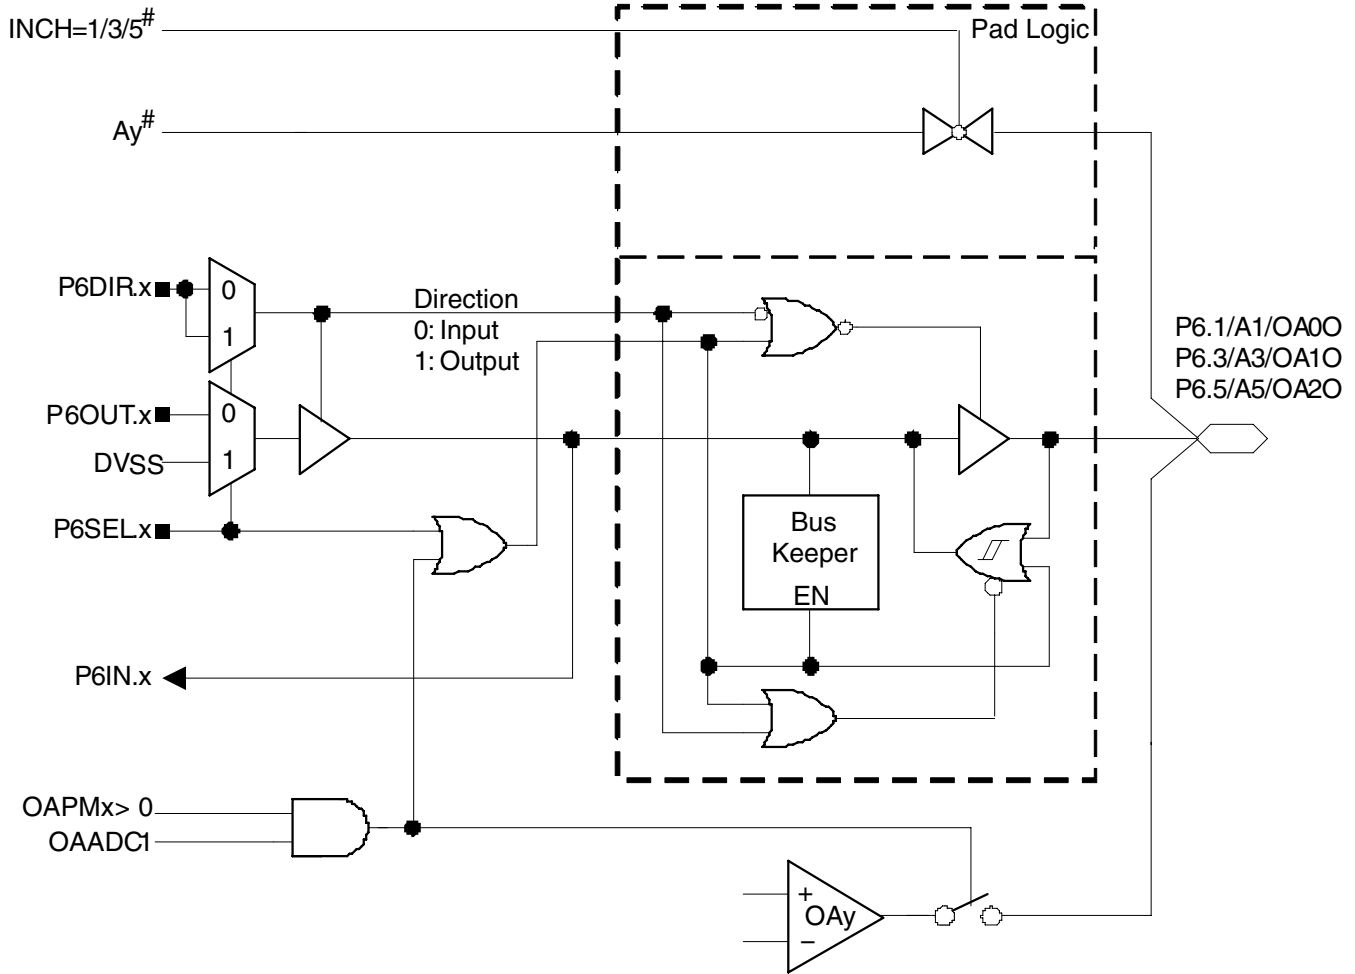 INCH=1/3/5#
Pad Logic
Ay#
P6DIR.x
0
1
Direction
0: Input
1: Output
P6.1/A1/OA0O
P6.3/A3/OA1O
P6.5/A5/OA2O
P6OUT.x
0
DVSS
1
P6SEL.x
Bus
Keeper
EN
P6IN.x
OAPMx> 0
OAADC1
+
OAy
−